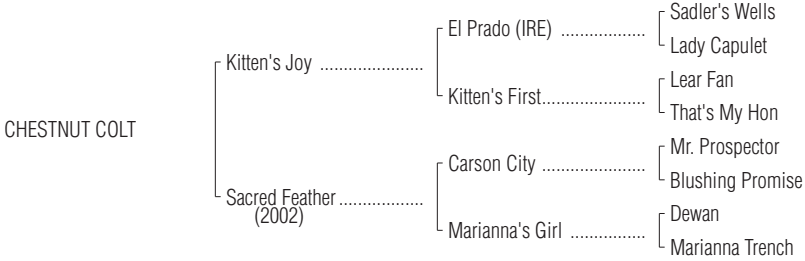 Sadler's Wells
El Prado (IRE) ...................
Lady Capulet
Kitten's Joy ......................
Lear Fan
Kitten's First......................
That's My Hon
CHESTNUT COLT
Mr. Prospector
Carson City ......................
Blushing Promise
Sacred Feather..................
(2002)
Dewan
Marianna's Girl ................
Marianna Trench